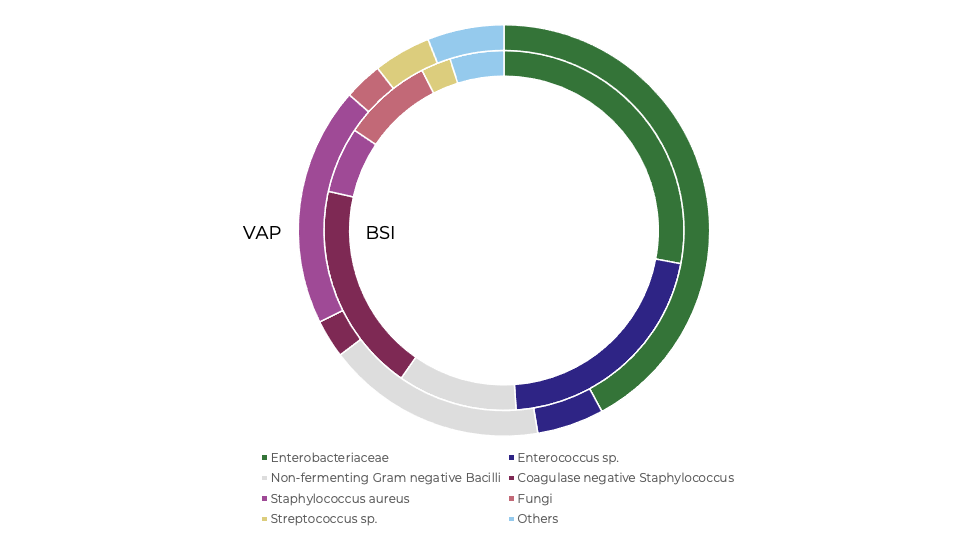 VAP
BSI
Enterobacteriaceae
Enterococcus sp.
Non-fermenting Gram negative Bacilli
Coagulase negative Staphylococcus
Staphylococcus aureus
Fungi
Streptococcus sp.
Others